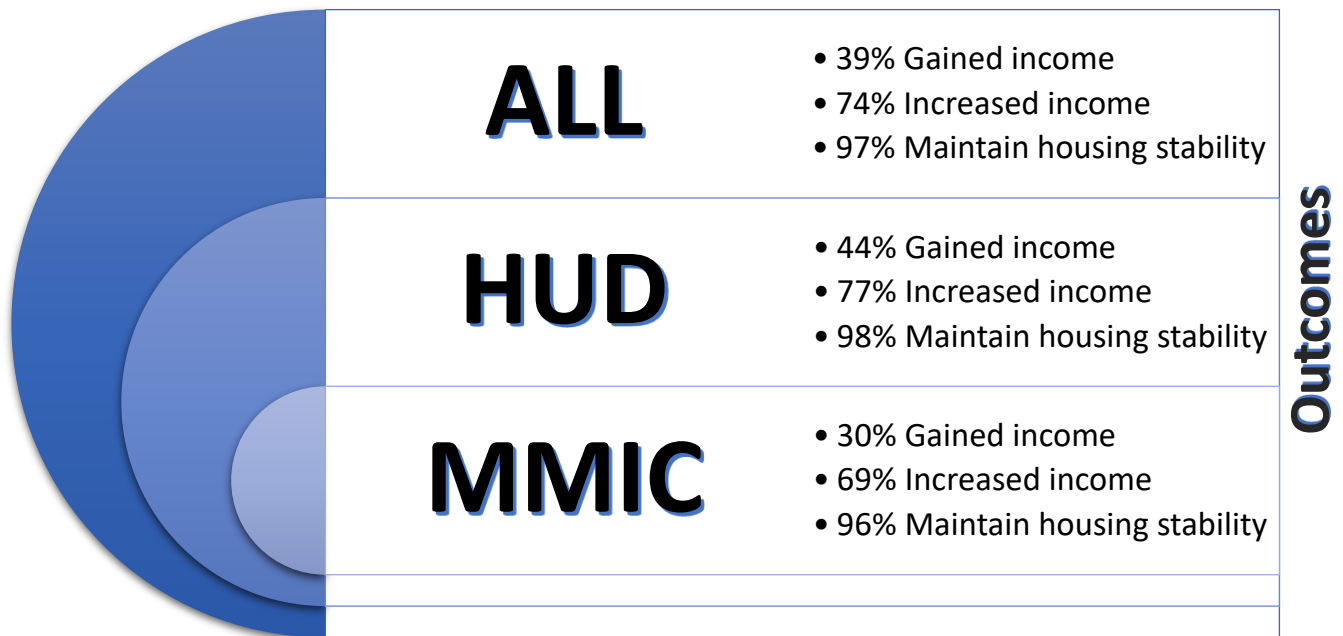 ALL
• 39% Gained income
• 74% Increased income
• 97% Maintain housing stability
HUD
• 44% Gained income
• 77% Increased income
• 98% Maintain housing stability
MMIC
• 30% Gained income
• 69% Increased income
• 96% Maintain housing stability
Outcomes